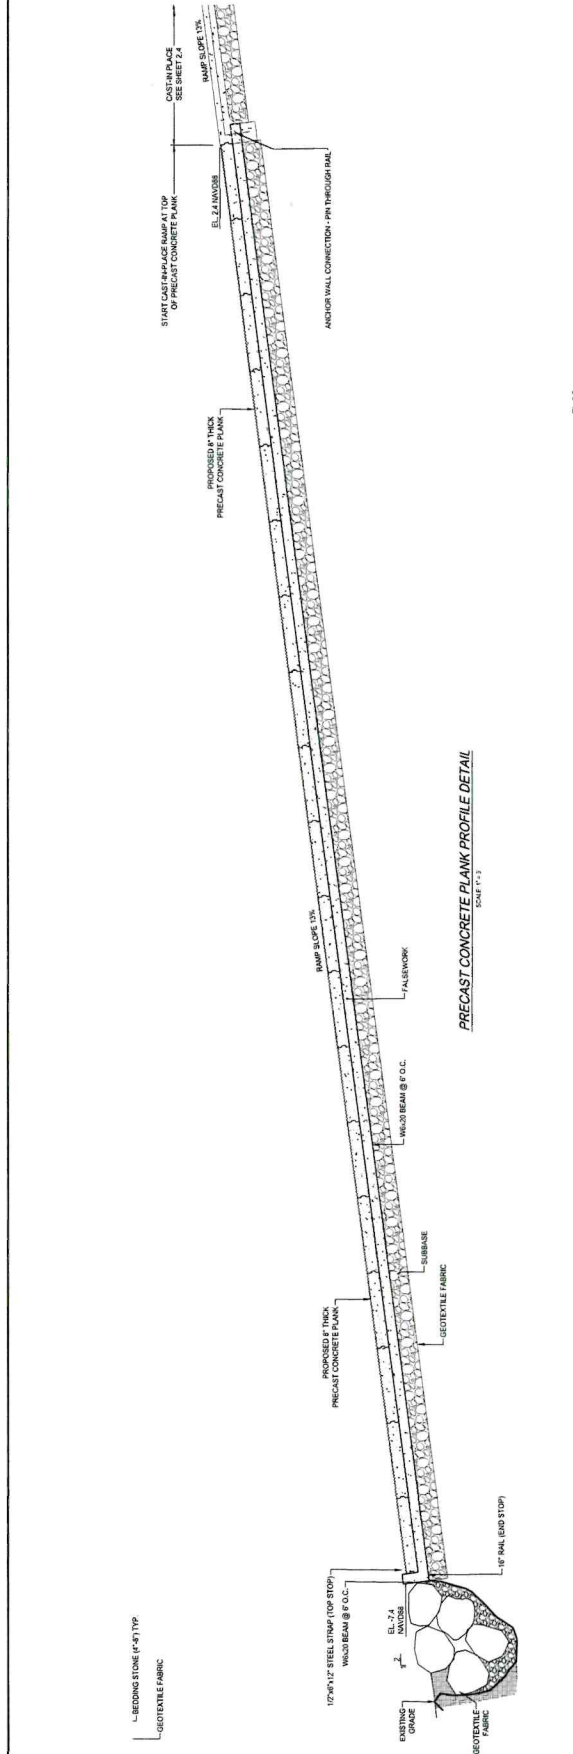 BEDDING STONE (4"-8") TYP.
GEOTEXTILE FABRIC
CAST-IN PLACE
SEE SHEET 2.4
RAMP SLOPE 13%
START CAST-IN-PLACE RAMP AT TOP
OF PRECAST CONCRETE PLANK
EL. 2.4 NAVD88
ANCHOR WALL CONNECTION - PIN THROUGH RAIL
PROPOSED 8" THICK
PRECAST CONCRETE PLANK
RAMP SLOPE 13%
FALSEWORK
W6x20 BEAM @ 6' O.C.
SUBBASE
GEOTEXTILE FABRIC
PROPOSED 8" THICK
PRECAST CONCRETE PLANK
16" RAIL (END STOP)
1/2"x6"x12" STEEL STRAP (TOP STOP)
W6x20 BEAM @ 6' O.C.
EL. -7.4
NAVD88
2
EXISTING
GRADE
GEOTEXTILE
FABRIC
PRECAST CONCRETE PLANK PROFILE DETAIL
SCALE: 1" = 3'